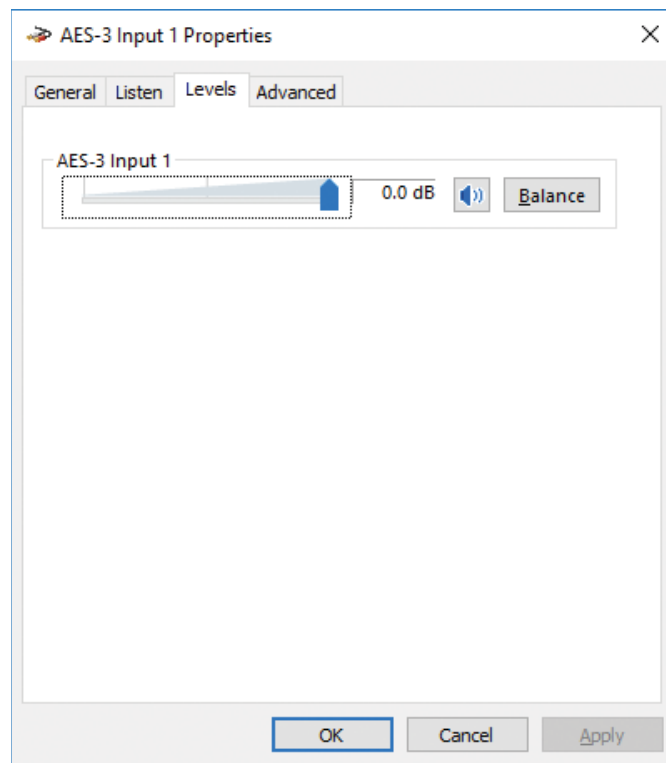 AES-3 Input 1 Properties
General Listen Levels Advanced
AES-3 Input 1
0.0 dB Balance
OK Cancel Apply